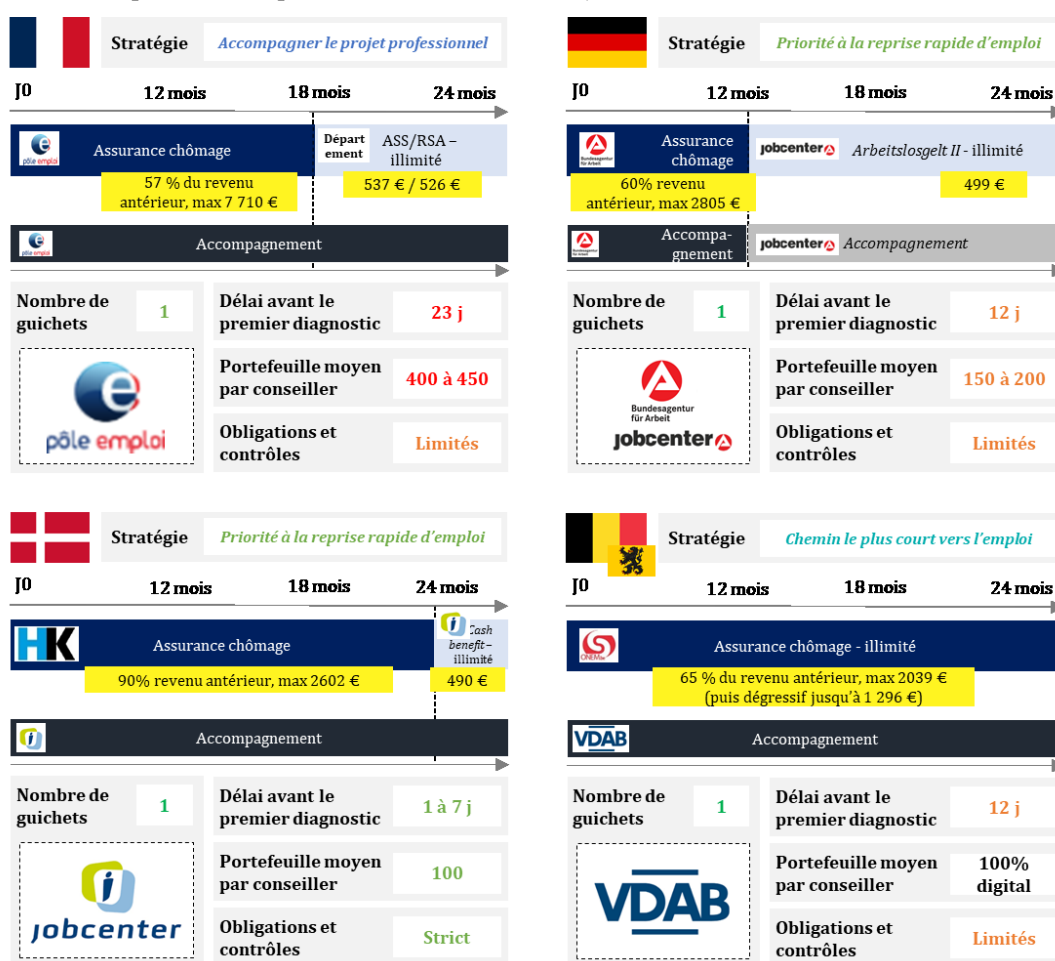 Stratégie
Accompagner le projet professionnel
J0
12 mois
18 mois
24 mois
pôle emploi
Assurance chômage
Départ
ement
ASS/RSA –
illimité
57 % du revenu
antérieur, max 7 710 €
537 € / 526 €
pôle emploi
Accompagnement
Nombre de
guichets
1
Délai avant le
premier diagnostic
23 j
pôle emploi
Portefeuille moyen
par conseiller
400 à 450
Obligations et
contrôles
Limités
Stratégie
Priorité à la reprise rapide d'emploi
J0
12 mois
18 mois
24 mois
Assurance
chômage
jobcenter
Arbeitslosgelt II - illimité
60% revenu
antérieur, max 2805 €
499 €
Accompa-
gnement
jobcenter
Accompagnement
Nombre de
guichets
1
Délai avant le
premier diagnostic
12 j
Bundesagentur
für Arbeit
jobcenter
Portefeuille moyen
par conseiller
150 à 200
Obligations et
contrôles
Limités
Stratégie
Priorité à la reprise rapide d'emploi
J0
12 mois
18 mois
24 mois
HK
Assurance chômage
Cash
benefit –
illimité
90% revenu antérieur, max 2602 €
490 €
Accompagnement
Nombre de
guichets
1
Délai avant le
premier diagnostic
1 à 7 j
jobcenter
Portefeuille moyen
par conseiller
100
Obligations et
contrôles
Strict
Stratégie
Chemin le plus court vers l'emploi
J0
12 mois
18 mois
24 mois
Assurance chômage - illimité
65 % du revenu antérieur, max 2039 €
(puis dégressif jusqu'à 1 296 €)
VDAB
Accompagnement
Nombre de
guichets
1
Délai avant le
premier diagnostic
12 j
VDAB
Portefeuille moyen
par conseiller
100%
digital
Obligations et
contrôles
Limités